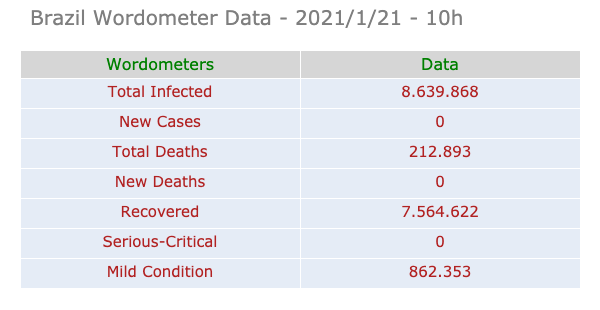 Brazil Wordometer Data - 2021/1/21 - 10h
Wordometers Data
Total Infected 8.639.868
New Cases 0
Total Deaths 212.893
New Deaths 0
Recovered 7.564.622
Serious-Critical 0
Mild Condition 862.353